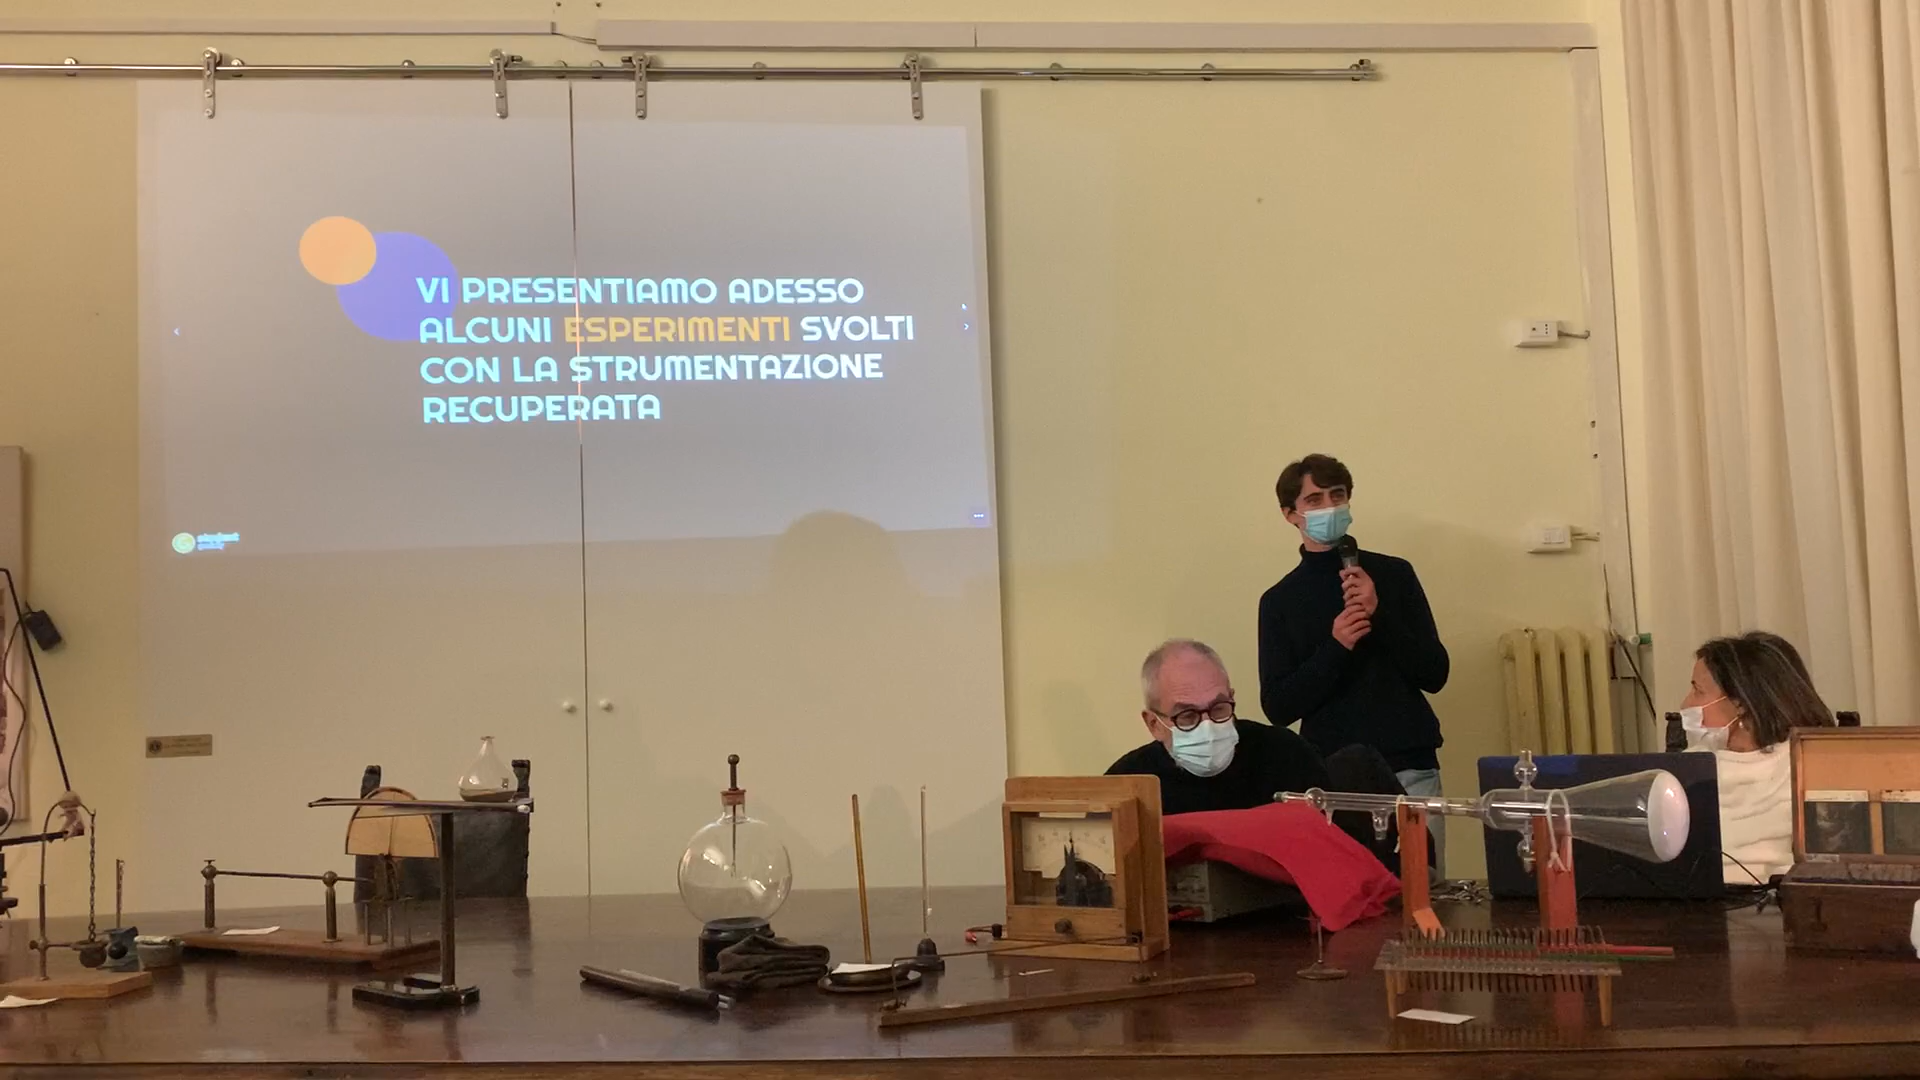 VI PRESENTIAMO ADESSO
ALCUNI ESPERIMENTI SVOLTI
CON LA STRUMENTAZIONE
RECUPERATA